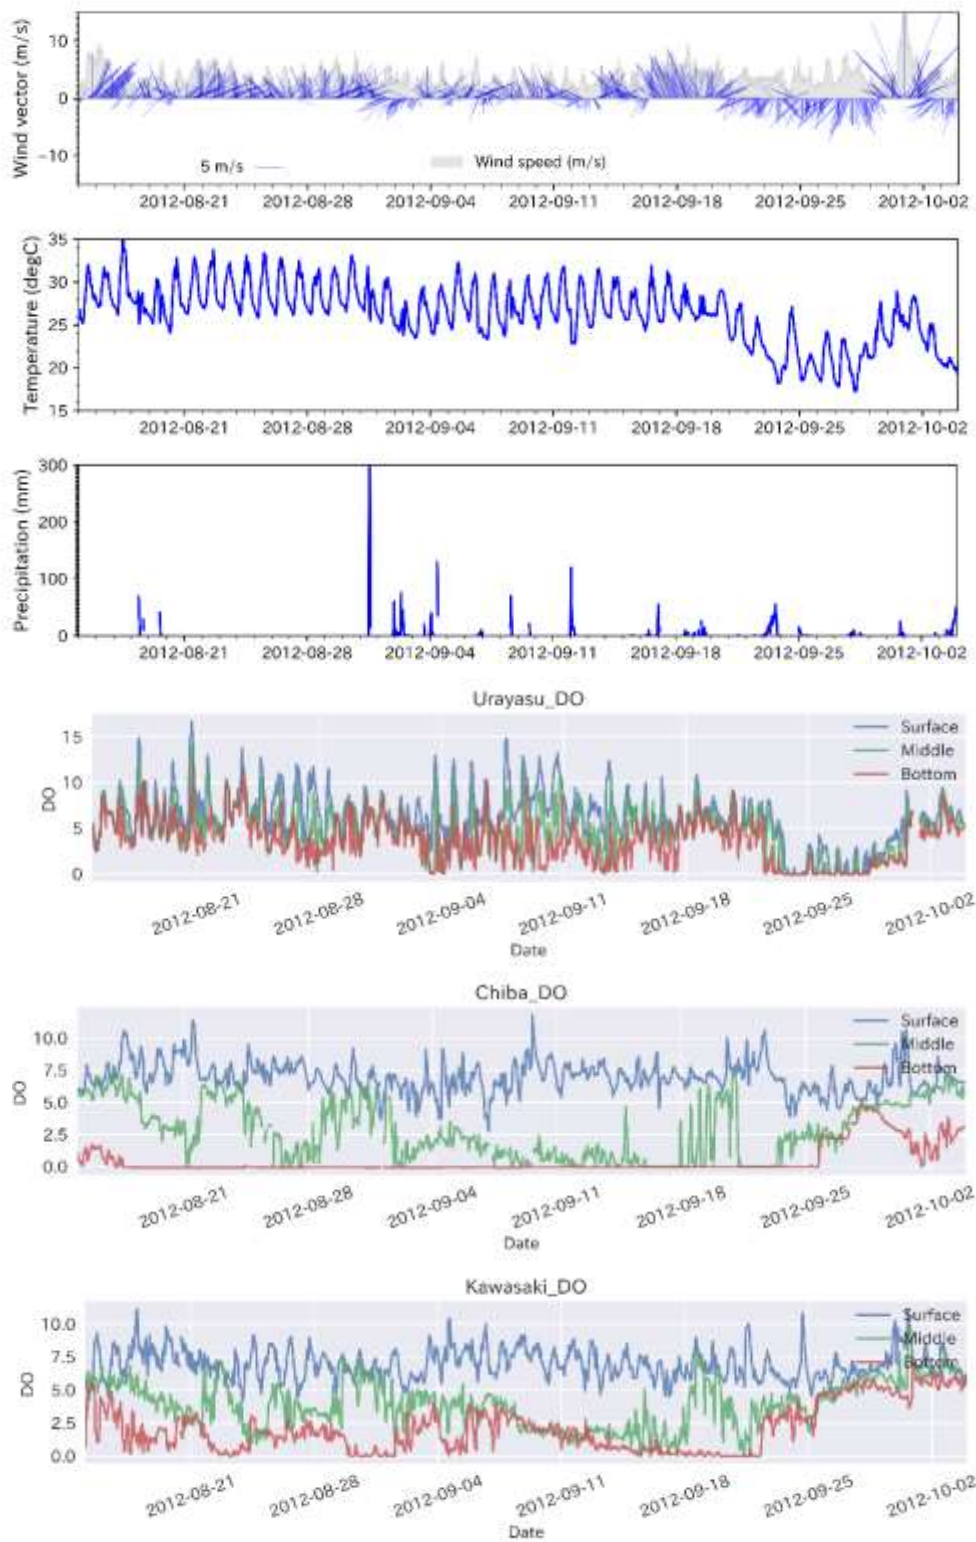 Wind vector (m/s)
10
0
−10
5 m/s
Wind speed (m/s)
2012-08-21 2012-08-28 2012-09-04 2012-09-11 2012-09-18 2012-09-25 2012-10-02
Temperature (degC)
35
30
25
20
15
2012-08-21 2012-08-28 2012-09-04 2012-09-11 2012-09-18 2012-09-25 2012-10-02
Precipitation (mm)
300
200
100
0
2012-08-21 2012-08-28 2012-09-04 2012-09-11 2012-09-18 2012-09-25 2012-10-02
Urayasu_DO
DO
15
10
5
0
Surface
Middle
Bottom
2012-08-21 2012-08-28 2012-09-04 2012-09-11 2012-09-18 2012-09-25 2012-10-02
Date
Chiba_DO
DO
10.0
7.5
5.0
2.5
0.0
Surface
Middle
Bottom
2012-08-21 2012-08-28 2012-09-04 2012-09-11 2012-09-18 2012-09-25 2012-10-02
Date
Kawasaki_DO
DO
10.0
7.5
5.0
2.5
0.0
Surface
Middle
Bottom
2012-08-21 2012-08-28 2012-09-04 2012-09-11 2012-09-18 2012-09-25 2012-10-02
Date